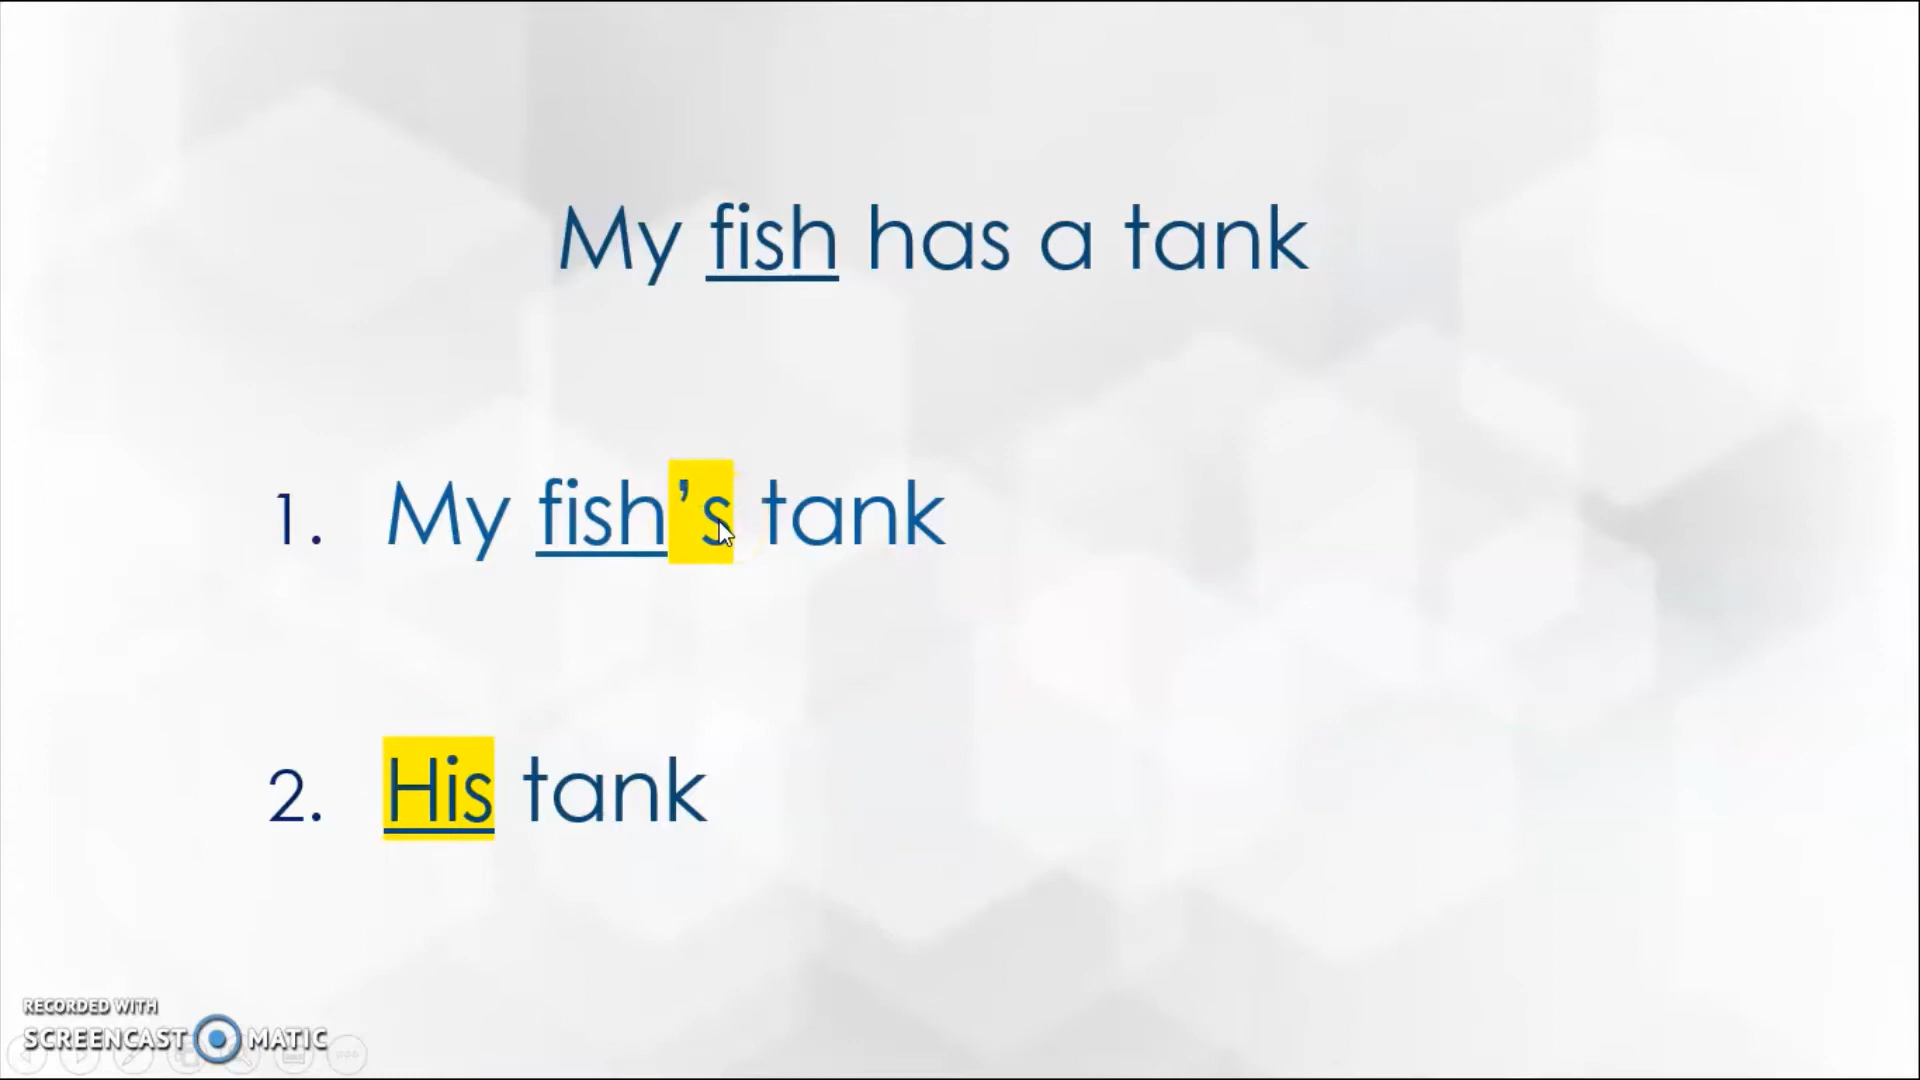 My fish has a tank
1. My fish’s tank
2. His tank
RECORDED WITH
SCREENCAST MATIC